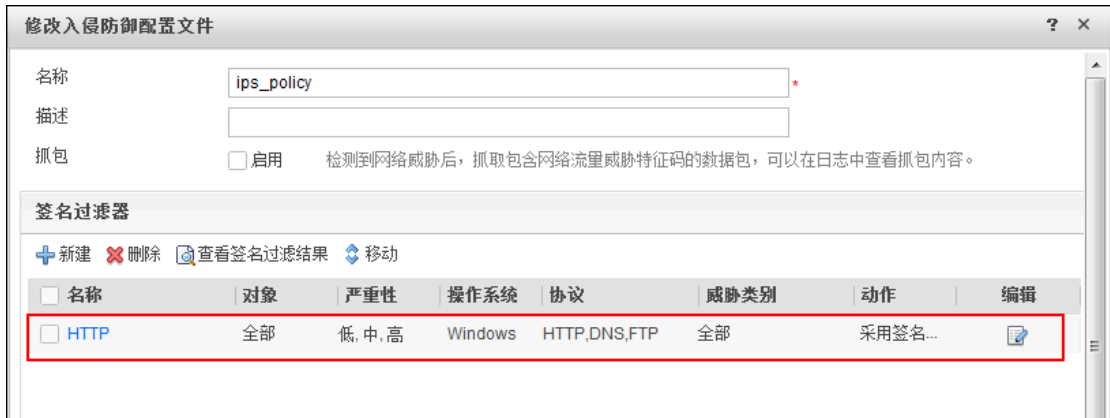 修改入侵防御配置文件 ? ×
名称 ips_policy *
描述
抓包 启用 检测到网络威胁后，抓取包含网络流量威胁特征码的数据包，可以在日志中查看抓包内容。
签名过滤器
新建 删除 查看签名过滤结果 移动
名称 对象 严重性 操作系统 协议 威胁类别 动作 编辑
HTTP 全部 低, 中, 高 Windows HTTP,DNS,FTP 全部 采用签名...